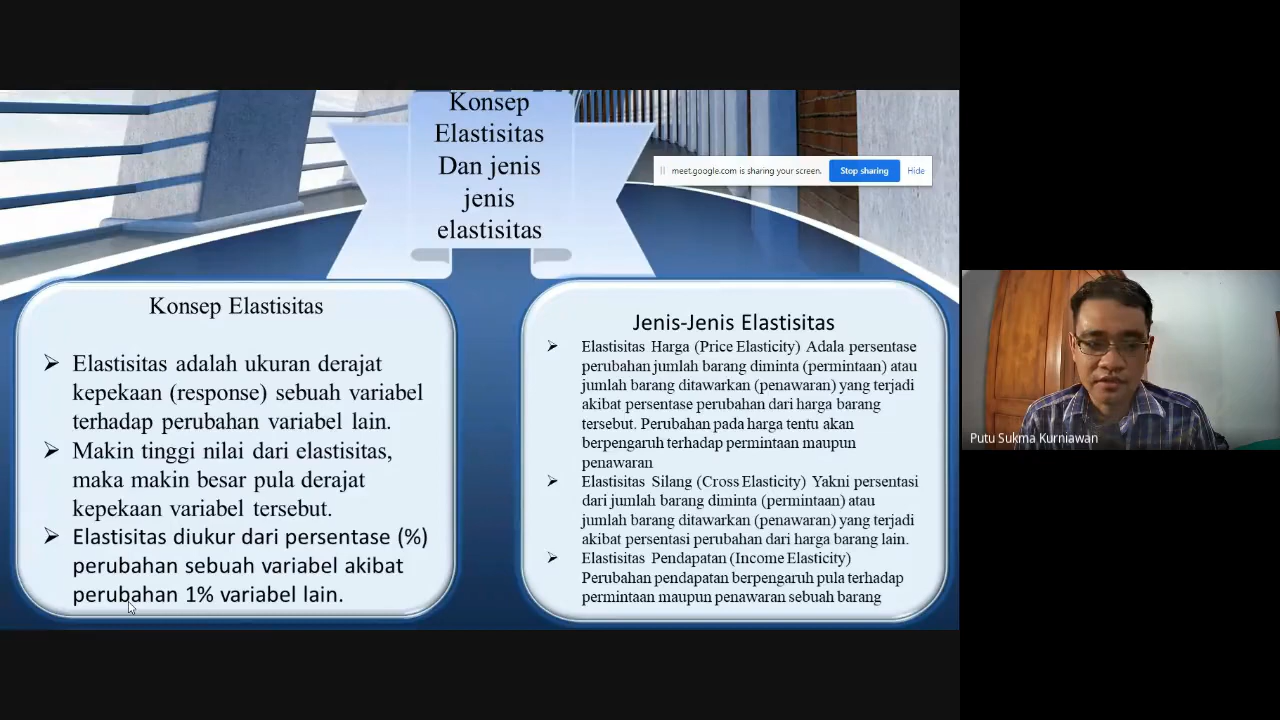 Konsep
Elastisitas
Dan jenis
jenis
elastisitas
meet.google.com is sharing your screen.
Stop sharing
Hide
Konsep Elastisitas
Elastisitas adalah ukuran derajat
kepekaan (response) sebuah variabel
terhadap perubahan variabel lain.
Makin tinggi nilai dari elastisitas,
maka makin besar pula derajat
kepekaan variabel tersebut.
Elastisitas diukur dari persentase (%)
perubahan sebuah variabel akibat
perubahan 1% variabel lain.
Jenis-Jenis Elastisitas
Elastisitas Harga (Price Elasticity) Adala persentase
perubahan jumlah barang diminta (permintaan) atau
jumlah barang ditawarkan (penawaran) yang terjadi
akibat persentase perubahan dari harga barang
tersebut. Perubahan pada harga tentu akan
berpengaruh terhadap permintaan maupun
penawaran
Elastisitas Silang (Cross Elasticity) Yakni persentasi
dari jumlah barang diminta (permintaan) atau
jumlah barang ditawarkan (penawaran) yang terjadi
akibat persentasi perubahan dari harga barang lain.
Elastisitas Pendapatan (Income Elasticity)
Perubahan pendapatan berpengaruh pula terhadap
permintaan maupun penawaran sebuah barang
Putu Sukma Kurniawan